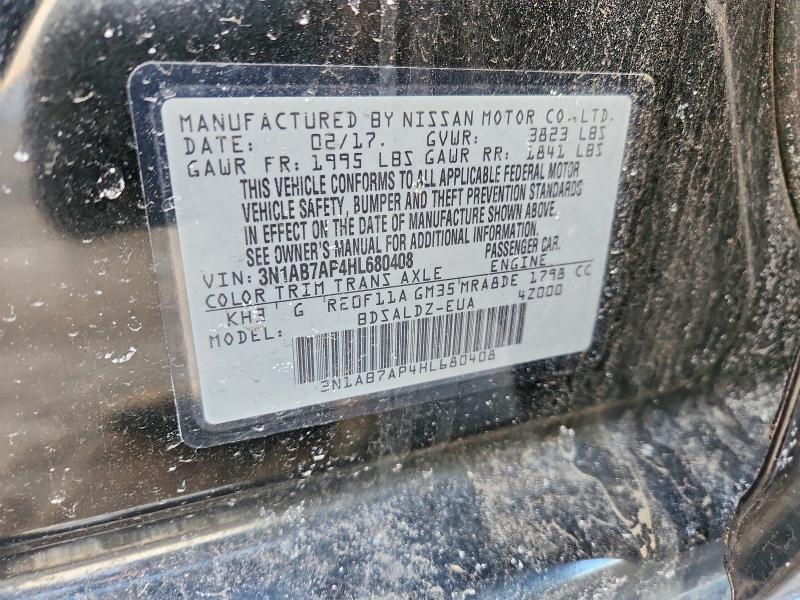 MANUFACTURED BY NISSAN MOTOR CO.,LTD.
DATE: 02/17. GVWR: 3823 LBS
GAWR FR: 1995 LBS GAWR RR: 1841 LBS
THIS VEHICLE CONFORMS TO ALL APPLICABLE FEDERAL MOTOR
VEHICLE SAFETY, BUMPER AND THEFT PREVENTION STANDARDS
IN EFFECT ON THE DATE OF MANUFACTURE SHOWN ABOVE.
SEE OWNER'S MANUAL FOR ADDITIONAL INFORMATION.
VIN: 3N1AB7AP4HL680408 PASSENGER CAR.
COLOR TRIM TRANS AXLE ENGINE
KH3 G RE0F11A GM35 MRA8DE 1798 CC
MODEL: BDSALDZ-EUA 42000
3N1AB7AP4HL680408